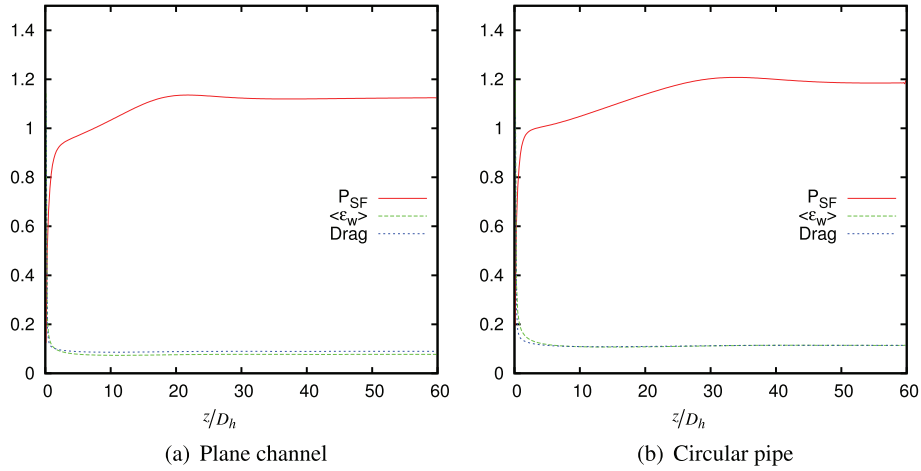 1.4
1.2
1
0.8
0.6
0.4
0.2
0
0 10 20 30 40 50 60
P_SF
<ε_w>
Drag
z/D_h
(a) Plane channel
1.4
1.2
1
0.8
0.6
0.4
0.2
0
0 10 20 30 40 50 60
P_SF
<ε_w>
Drag
z/D_h
(b) Circular pipe